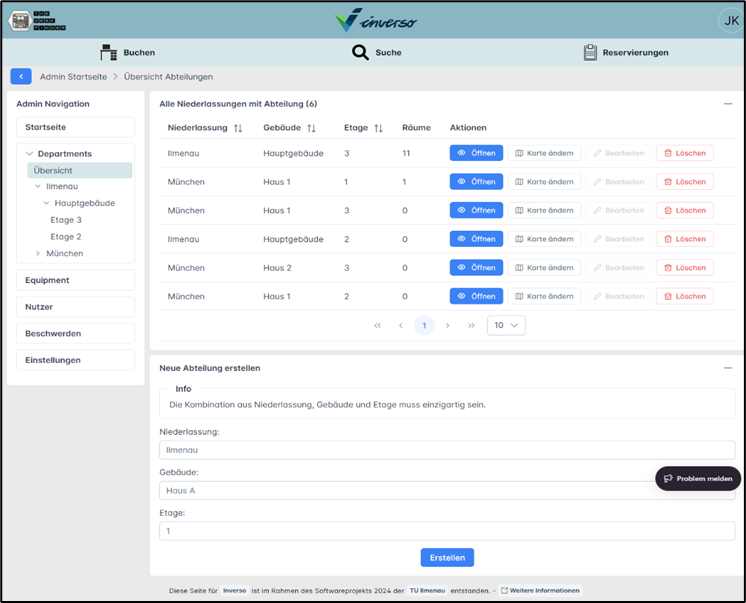 THE
DESK
FINDER
inverso
JK
Buchen
Suche
Reservierungen
Admin Startseite > Übersicht Abteilungen
Admin Navigation
Startseite
Departments
Übersicht
Ilmenau
Hauptgebäude
Etage 3
Etage 2
München
Equipment
Nutzer
Beschwerden
Einstellungen
Alle Niederlassungen mit Abteilung (6)
Niederlassung Gebäude Etage Räume Aktionen
Ilmenau Hauptgebäude 3 11 Öffnen Karte ändern Bearbeiten Löschen
München Haus 1 1 1 Öffnen Karte ändern Bearbeiten Löschen
München Haus 1 3 0 Öffnen Karte ändern Bearbeiten Löschen
Ilmenau Hauptgebäude 2 0 Öffnen Karte ändern Bearbeiten Löschen
München Haus 2 3 0 Öffnen Karte ändern Bearbeiten Löschen
München Haus 1 2 0 Öffnen Karte ändern Bearbeiten Löschen
<< < 1 > >> 10
Neue Abteilung erstellen
Info
Die Kombination aus Niederlassung, Gebäude und Etage muss einzigartig sein.
Niederlassung:
Ilmenau
Gebäude:
Haus A
Problem melden
Etage:
1
Erstellen
Diese Seite für Inverso ist im Rahmen des Softwareprojekts 2024 der TU Ilmenau entstanden. - Weitere Informationen